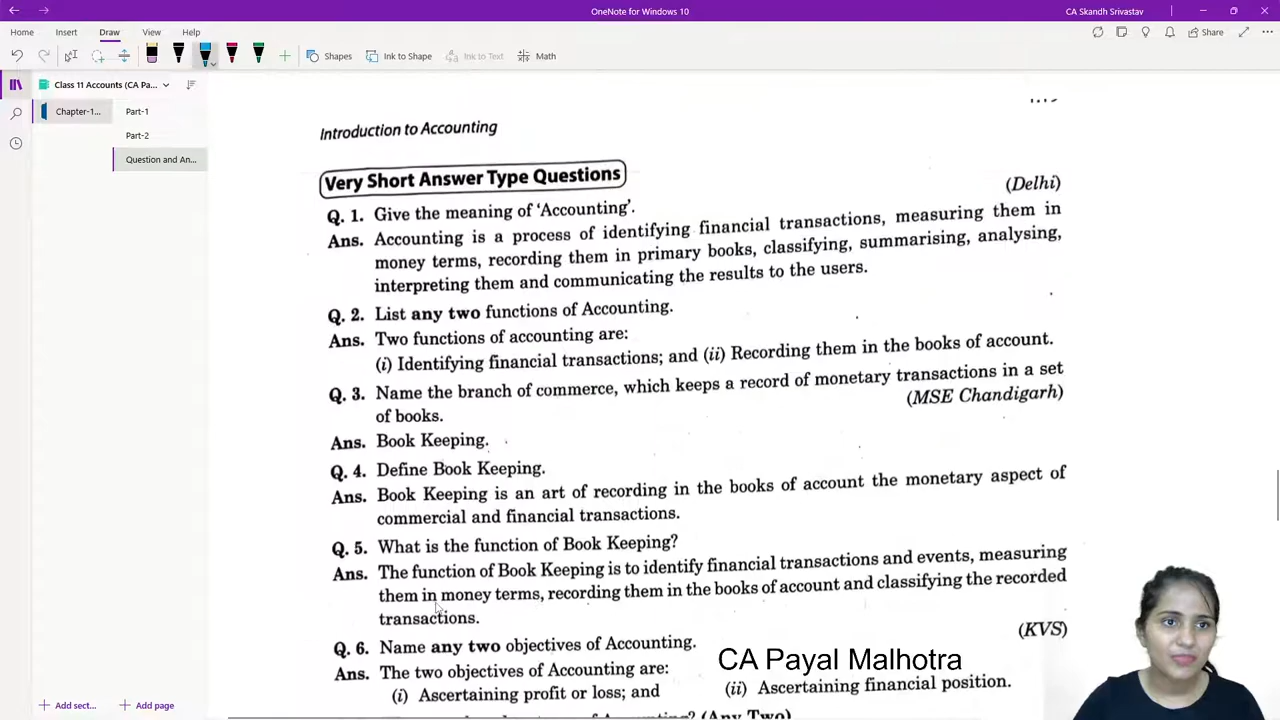 OneNote for Windows 10
CA Skandh Srivastav
Home Insert Draw View Help
Share
Shapes Ink to Shape Ink to Text Math
Class 11 Accounts (CA Pa...
Chapter-1...
Part-1
Part-2
Question and An...
Introduction to Accounting
Very Short Answer Type Questions
Q. 1. Give the meaning of ‘Accounting’. (Delhi)
Ans. Accounting is a process of identifying financial transactions, measuring them in
money terms, recording them in primary books, classifying, summarising, analysing,
interpreting them and communicating the results to the users.
Q. 2. List any two functions of Accounting.
Ans. Two functions of accounting are:
(i) Identifying financial transactions; and (ii) Recording them in the books of account.
Q. 3. Name the branch of commerce, which keeps a record of monetary transactions in a set
of books. (MSE Chandigarh)
Ans. Book Keeping.
Q. 4. Define Book Keeping.
Ans. Book Keeping is an art of recording in the books of account the monetary aspect of
commercial and financial transactions.
Q. 5. What is the function of Book Keeping?
Ans. The function of Book Keeping is to identify financial transactions and events, measuring
them in money terms, recording them in the books of account and classifying the recorded
transactions.
Q. 6. Name any two objectives of Accounting. (KVS)
Ans. The two objectives of Accounting are:
(i) Ascertaining profit or loss; and (ii) Ascertaining financial position.
(Any Two)
CA Payal Malhotra
Add sect...
Add page